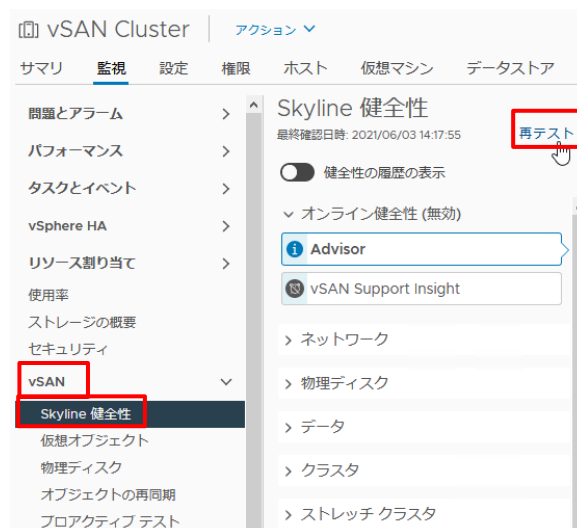 vSAN Cluster アクション
サマリ 監視 設定 権限 ホスト 仮想マシン データストア
問題とアラーム
パフォーマンス
タスクとイベント
vSphere HA
リソース割り当て
使用率
ストレージの概要
セキュリティ
vSAN
Skyline 健全性
仮想オブジェクト
物理ディスク
オブジェクトの再同期
プロアクティブ テスト
Skyline 健全性
最終確認日時: 2021/06/03 14:17:55
再テスト
健全性の履歴の表示
オンライン健全性 (無効)
Advisor
vSAN Support Insight
ネットワーク
物理ディスク
データ
クラスタ
ストレッチ クラスタ